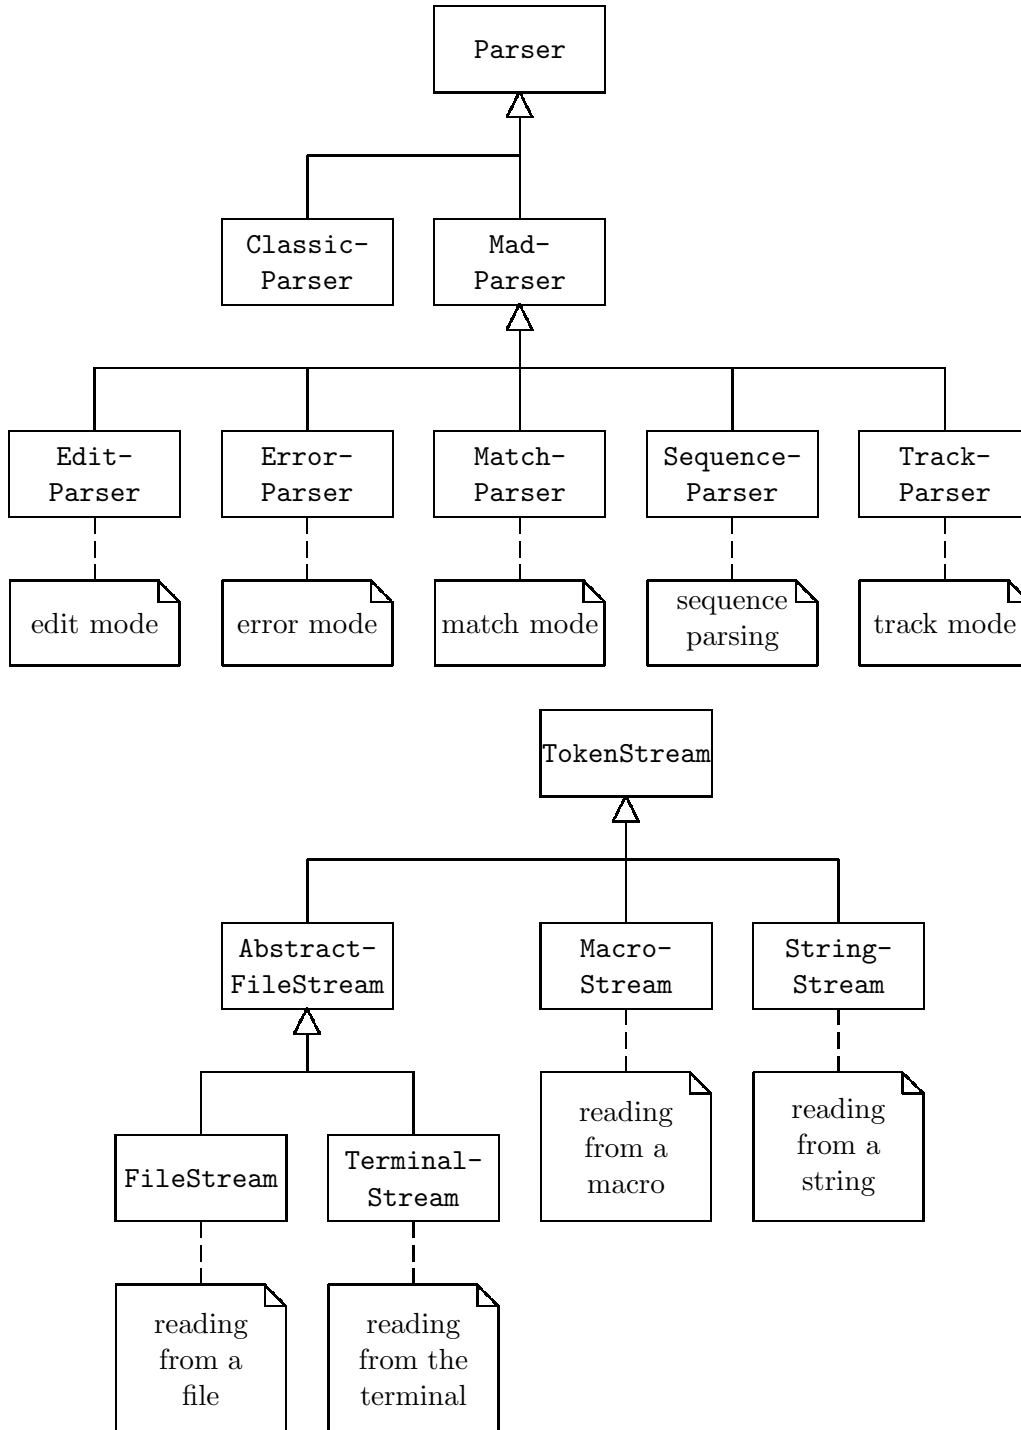 Parser
Classic-
Parser
Mad-
Parser
Edit-
Parser
Error-
Parser
Match-
Parser
Sequence-
Parser
Track-
Parser
edit mode
error mode
match mode
sequence
parsing
track mode
TokenStream
Abstract-
FileStream
Macro-
Stream
String-
Stream
reading
from a
macro
reading
from a
string
FileStream
Terminal-
Stream
reading
from a
file
reading
from the
terminal